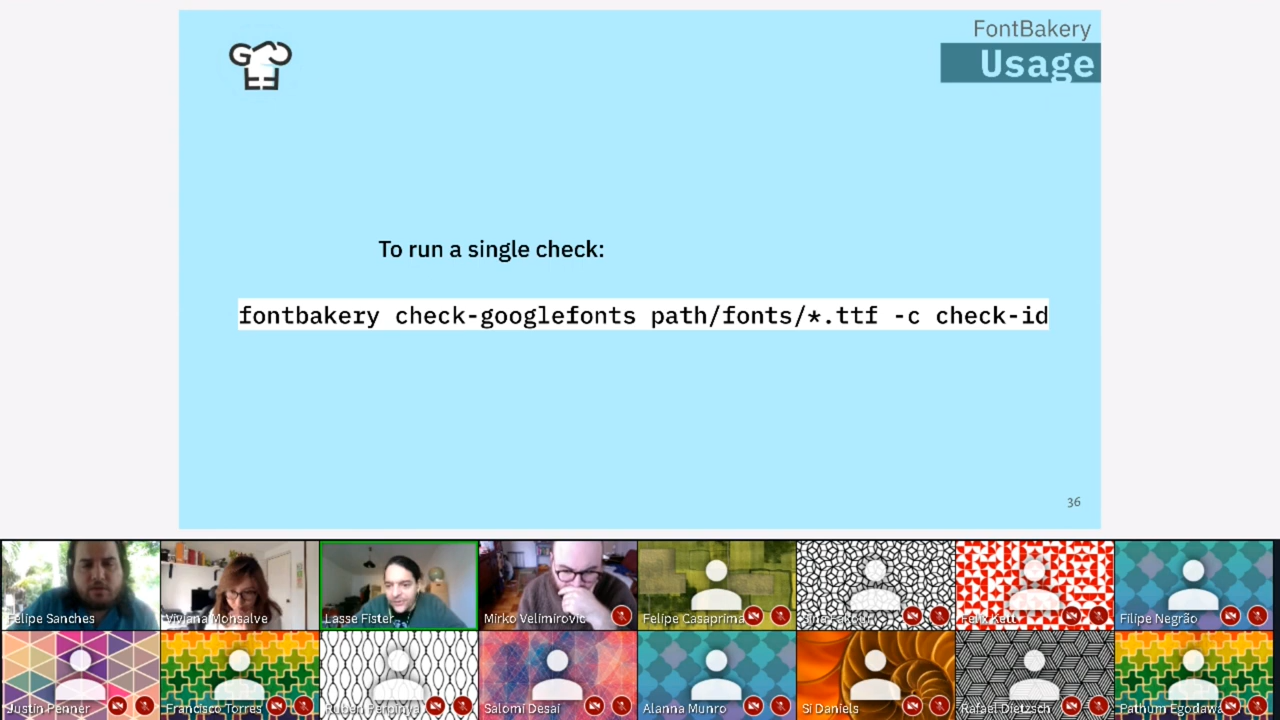 FontBakery
Usage
To run a single check:
fontbakery check-googlefonts path/fonts/*.ttf -c check-id
36
Felipe Sanches
Viviana Monsalve
Lasse Fister
Mirko Velimirovic
Felipe Casaprima
Felix Kett
Filipe Negrão
Justin Penner
Francisco Torres
Salomi Desai
Alanna Munro
Si Daniels
Rafael Dietzsch
Pathum Egodawa